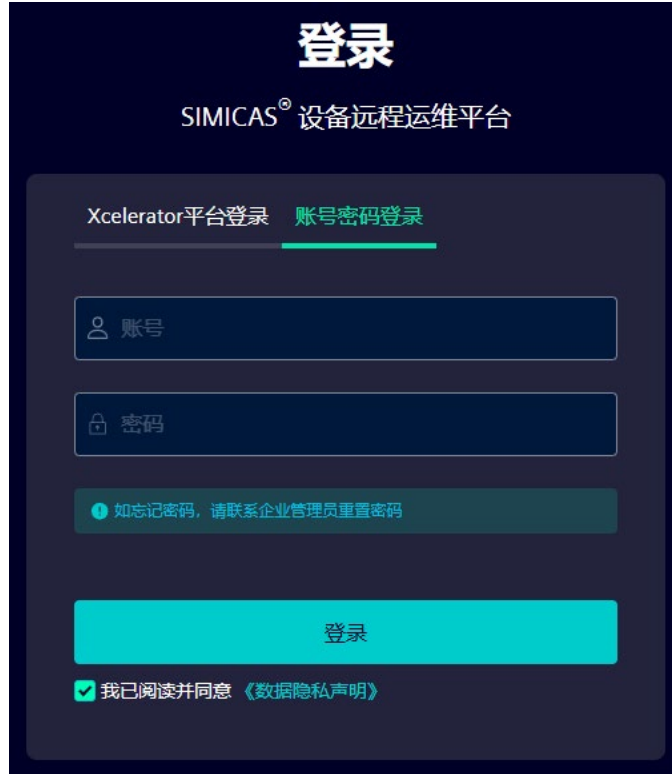 登录
SIMICAS® 设备远程运维平台
Xcelerator平台登录 账号密码登录
账号
密码
如忘记密码，请联系企业管理员重置密码
登录
我已阅读并同意《数据隐私声明》